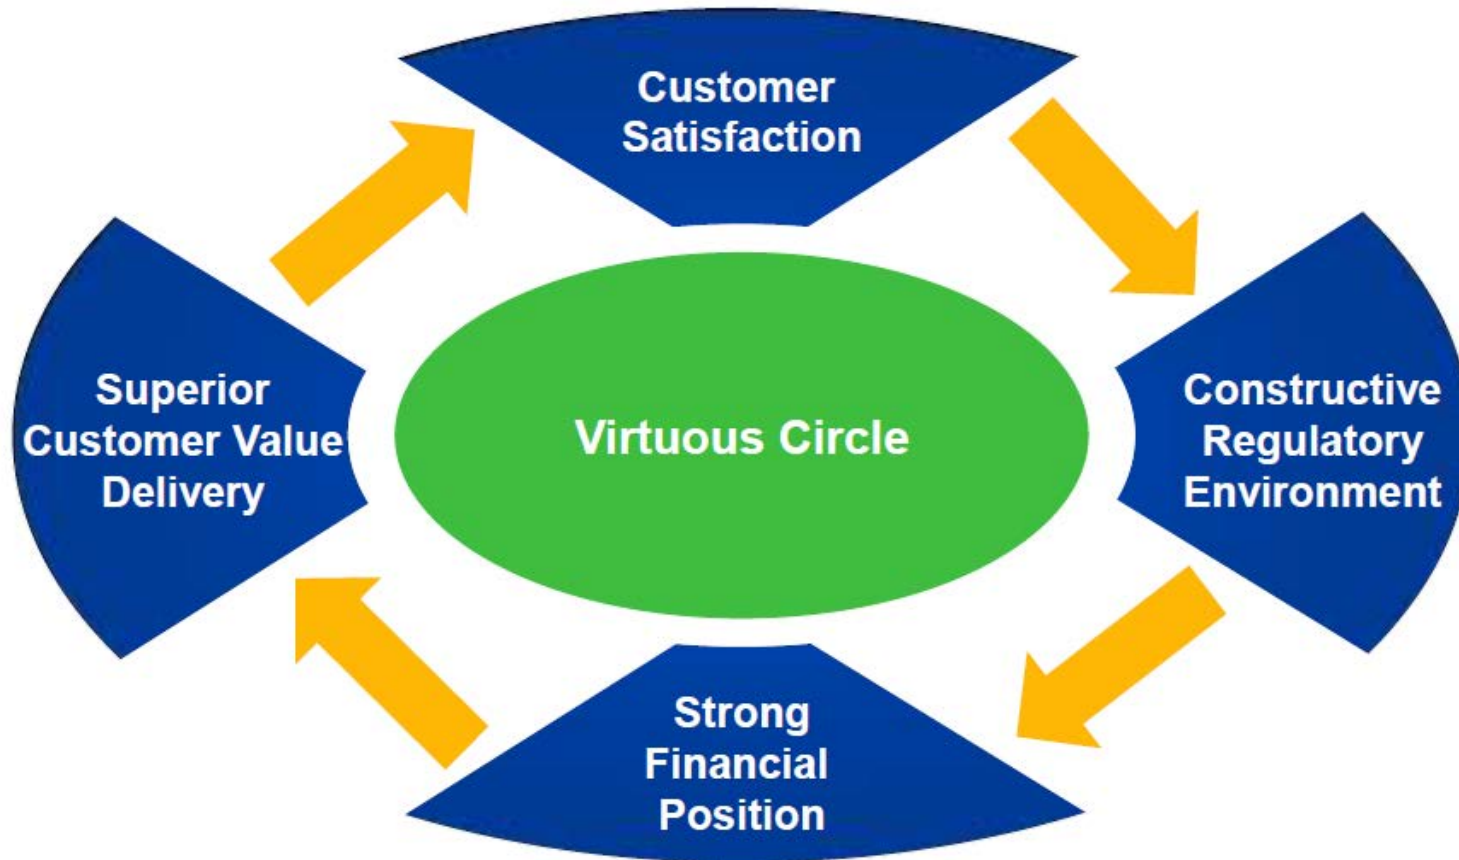 Customer
Satisfaction
Superior
Customer Value
Delivery
Virtuous Circle
Constructive
Regulatory
Environment
Strong
Financial
Position